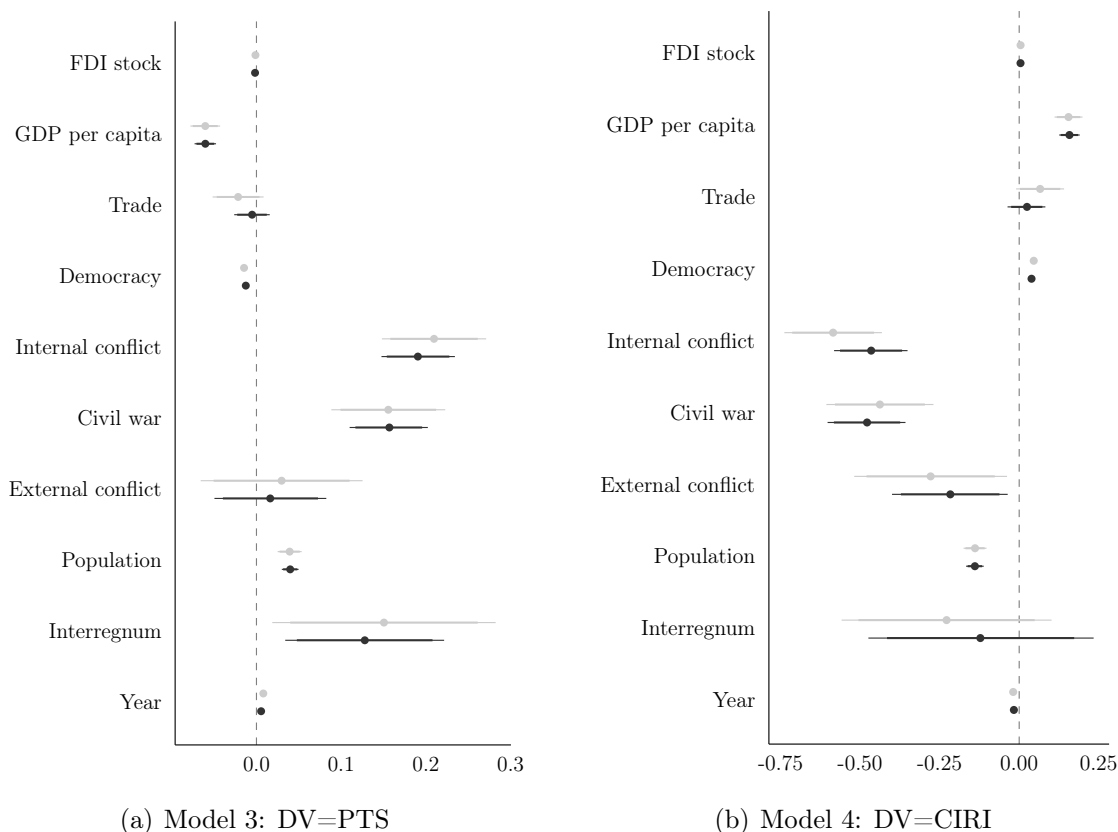 FDI stock
GDP per capita
Trade
Democracy
Internal conflict
Civil war
External conflict
Population
Interregnum
Year
0.0 0.1 0.2 0.3
(a) Model 3: DV=PTS
FDI stock
GDP per capita
Trade
Democracy
Internal conflict
Civil war
External conflict
Population
Interregnum
Year
-0.75 -0.50 -0.25 0.00 0.25
(b) Model 4: DV=CIRI